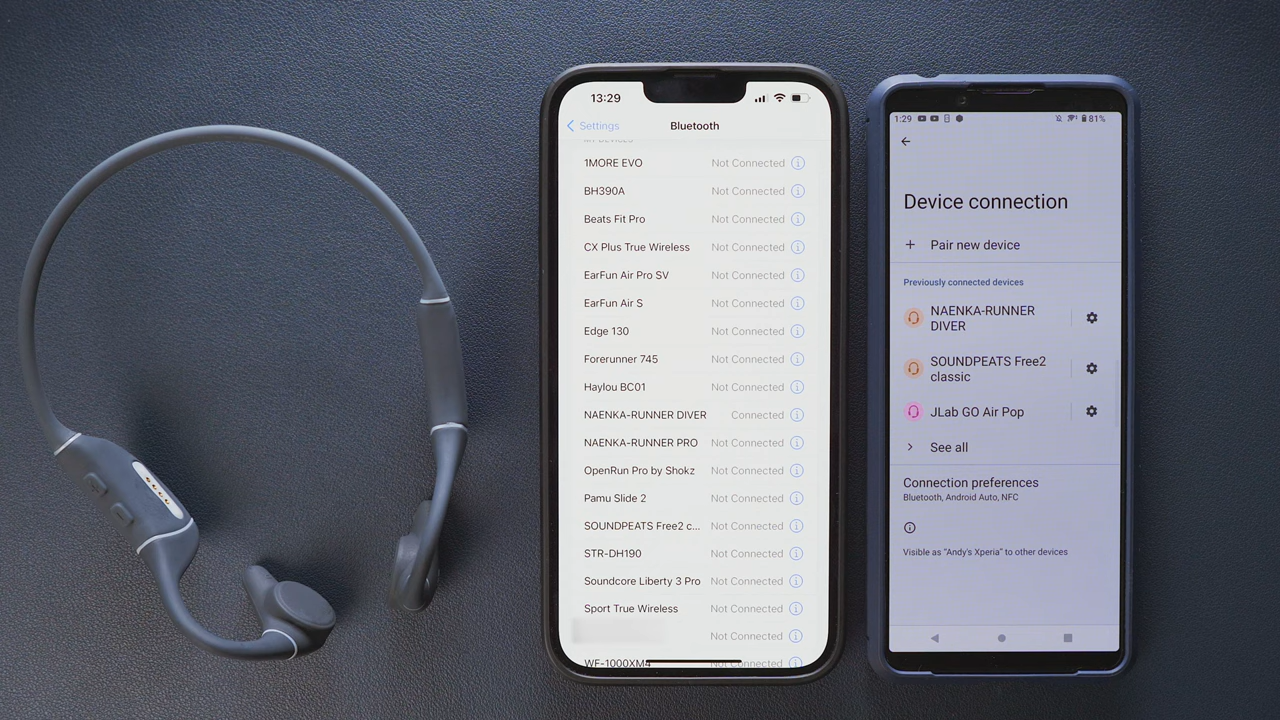 13:29
Settings
Bluetooth
MY DEVICES
1MORE EVO Not Connected
BH390A Not Connected
Beats Fit Pro Not Connected
CX Plus True Wireless Not Connected
EarFun Air Pro SV Not Connected
EarFun Air S Not Connected
Edge 130 Not Connected
Forerunner 745 Not Connected
Haylou BC01 Not Connected
NAENKA-RUNNER DIVER Connected
NAENKA-RUNNER PRO Not Connected
OpenRun Pro by Shokz Not Connected
Pamu Slide 2 Not Connected
SOUNDPEATS Free2 c... Not Connected
STR-DH190 Not Connected
Soundcore Liberty 3 Pro Not Connected
Sport True Wireless Not Connected
Not Connected
WF-1000XM4 Not Connected
1:29 81%
Device connection
+ Pair new device
Previously connected devices
NAENKA-RUNNER
DIVER
SOUNDPEATS Free2
classic
JLab GO Air Pop
See all
Connection preferences
Bluetooth, Android Auto, NFC
Visible as "Andy's Xperia" to other devices